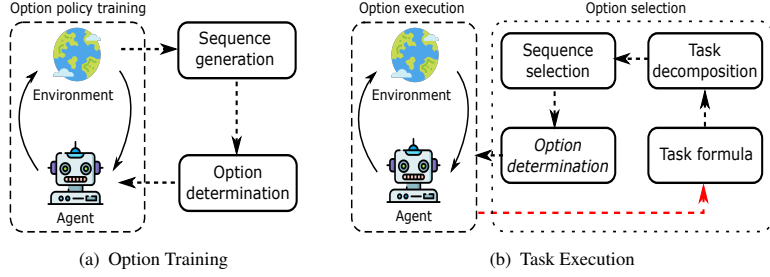 Option policy training
Environment
Agent
Sequence
generation
Option
determination
(a) Option Training
Option execution
Option selection
Environment
Agent
Sequence
selection
Option
determination
Task
decomposition
Task formula
(b) Task Execution